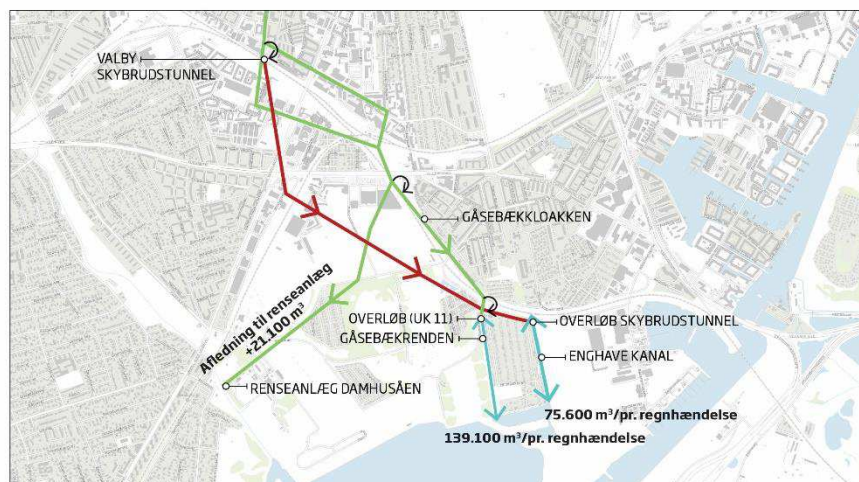 VALBY
SKYBRUDSTUNNEL
GÅSEBÆKKLOAKKEN
Afledning til renseanlæg
+21.100 m³
OVERLØB (UK 11)
GÅSEBÆKRENDEN
OVERLØB SKYBRUDSTUNNEL
ENGHAVE KANAL
RENSEANLÆG DAMHUSÅEN
75.600 m³/pr. regnhændelse
139.100 m³/pr. regnhændelse